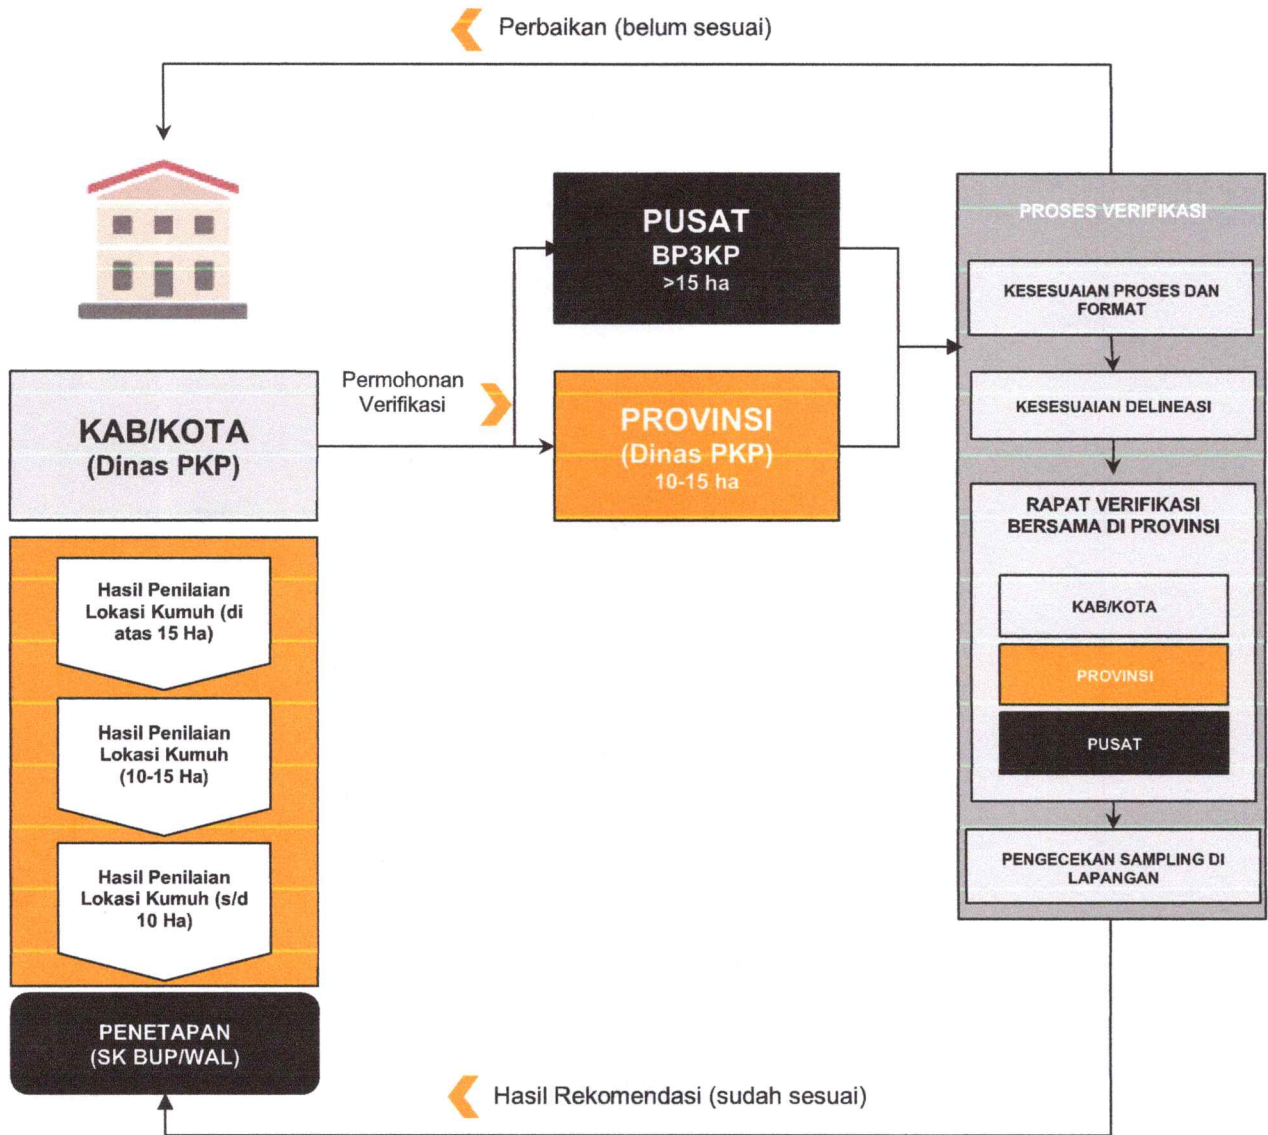 Perbaikan (belum sesuai)
PUSAT
BP3KP
>15 ha
PROSES VERIFIKASI
KESESUAIAN PROSES DAN
FORMAT
Permohonan
Verifikasi
KAB/KOTA
(Dinas PKP)
PROVINSI
(Dinas PKP)
10-15 ha
KESESUAIAN DELINEASI
RAPAT VERIFIKASI
BERSAMA DI PROVINSI
KAB/KOTA
PROVINSI
PUSAT
PENGECEKAN SAMPLING DI
LAPANGAN
Hasil Penilaian
Lokasi Kumuh (di
atas 15 Ha)
Hasil Penilaian
Lokasi Kumuh
(10-15 Ha)
Hasil Penilaian
Lokasi Kumuh (s/d
10 Ha)
PENETAPAN
(SK BUP/WAL)
Hasil Rekomendasi (sudah sesuai)